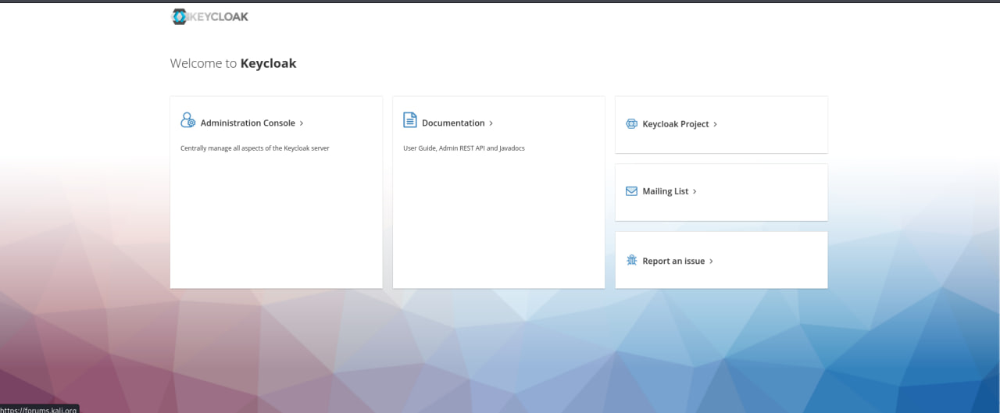 KEYCLOAK
Welcome to Keycloak
Administration Console
Centrally manage all aspects of the Keycloak server
Documentation
User Guide, Admin REST API and Javadocs
Keycloak Project
Mailing List
Report an issue
https://forums.kali.org